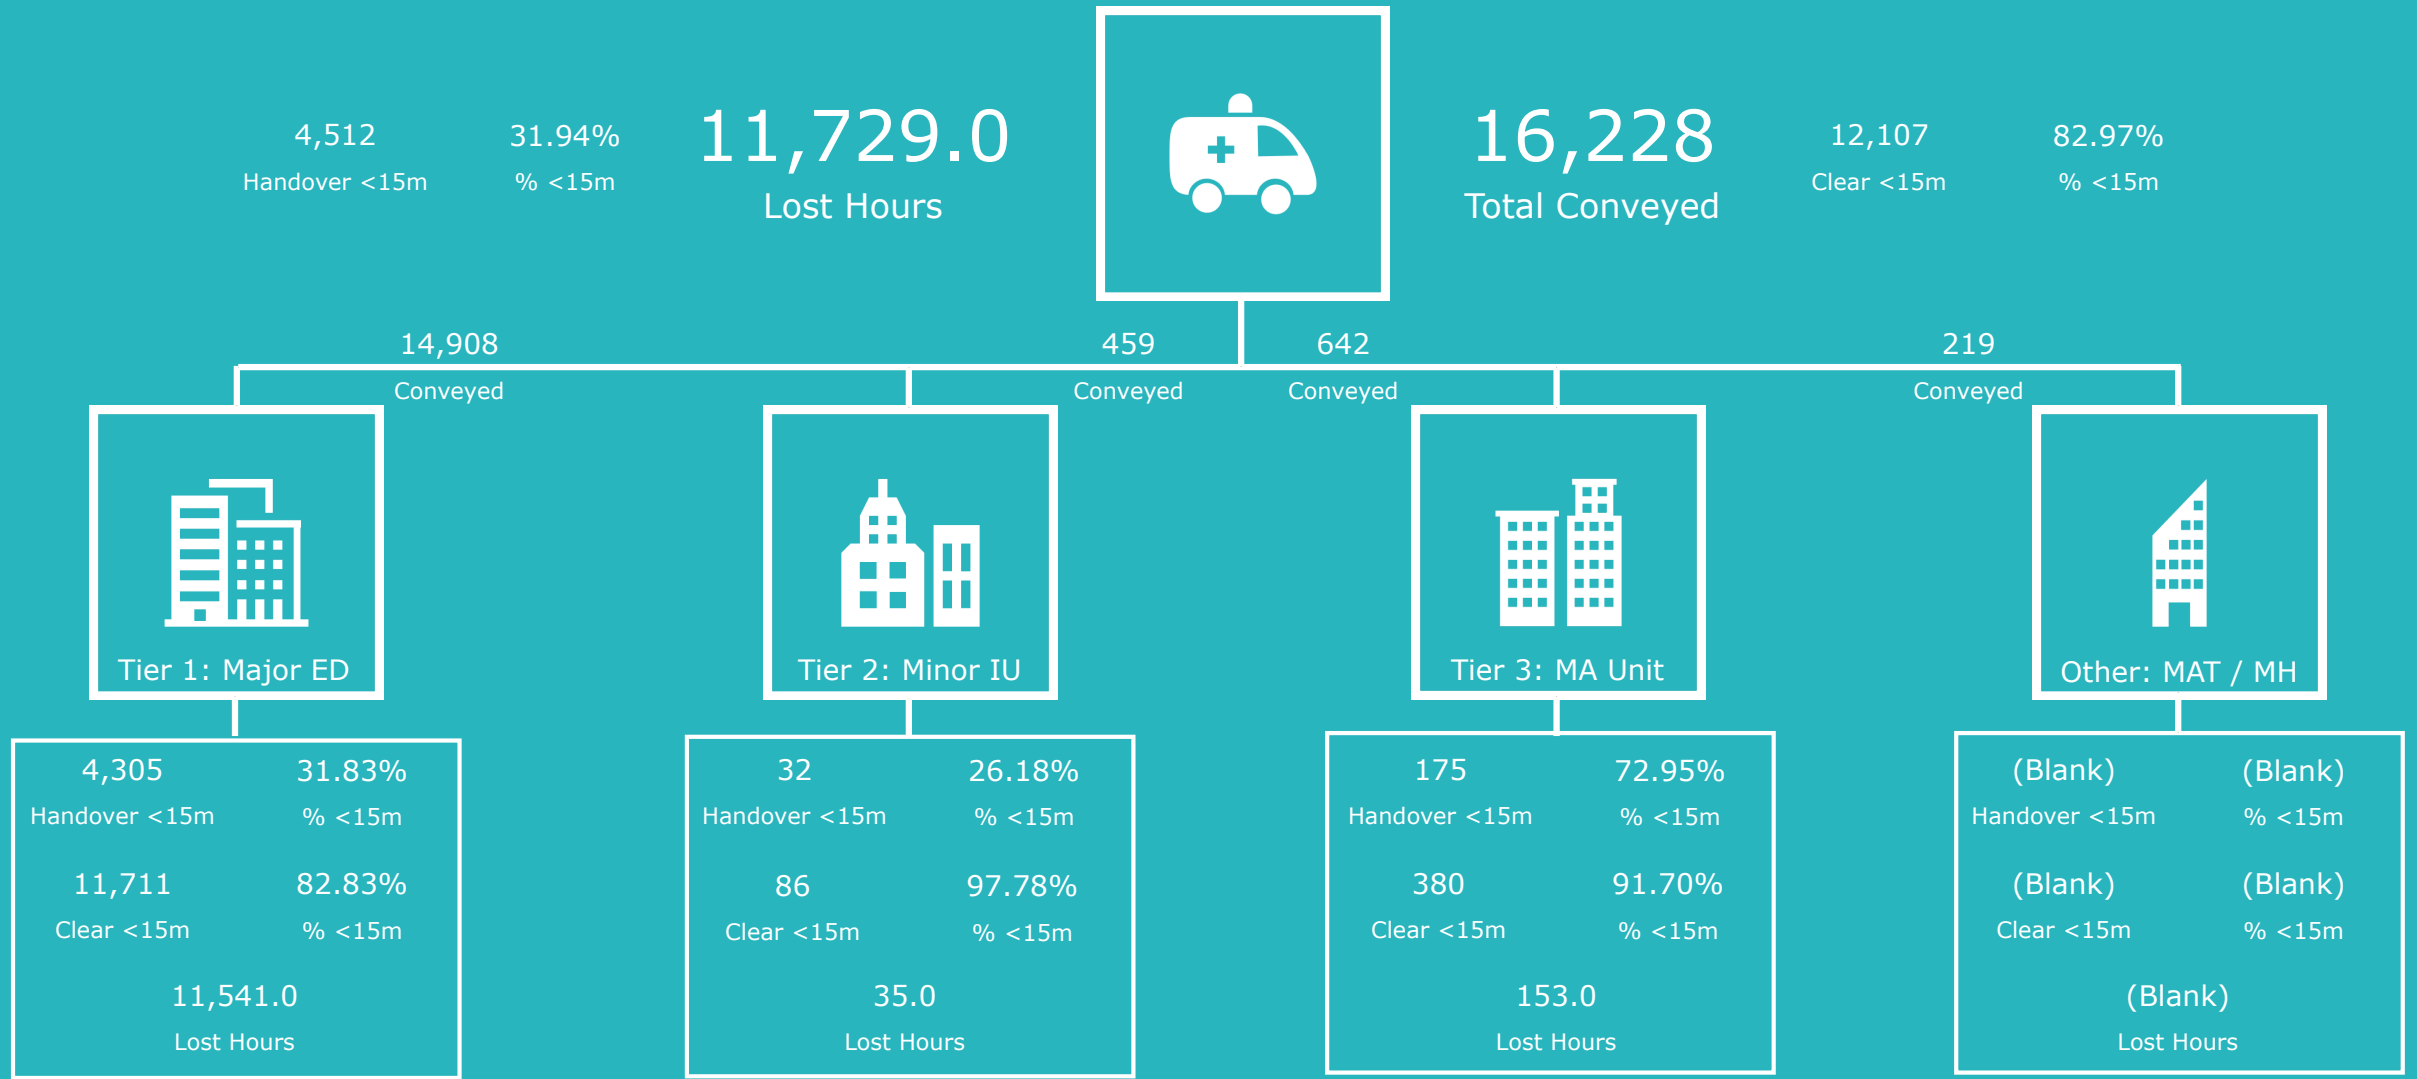 4,512
Handover <15m
31.94%
% <15m
11,729.0
Lost Hours
16,228
Total Conveyed
12,107
Clear <15m
82.97%
% <15m
14,908
Conveyed
459
Conveyed
642
Conveyed
219
Conveyed
Tier 1: Major ED
Tier 2: Minor IU
Tier 3: MA Unit
Other: MAT / MH
4,305
Handover <15m
31.83%
% <15m
11,711
Clear <15m
82.83%
% <15m
11,541.0
Lost Hours
32
Handover <15m
26.18%
% <15m
86
Clear <15m
97.78%
% <15m
35.0
Lost Hours
175
Handover <15m
72.95%
% <15m
380
Clear <15m
91.70%
% <15m
153.0
Lost Hours
(Blank)
Handover <15m
(Blank)
% <15m
(Blank)
Clear <15m
(Blank)
% <15m
(Blank)
Lost Hours